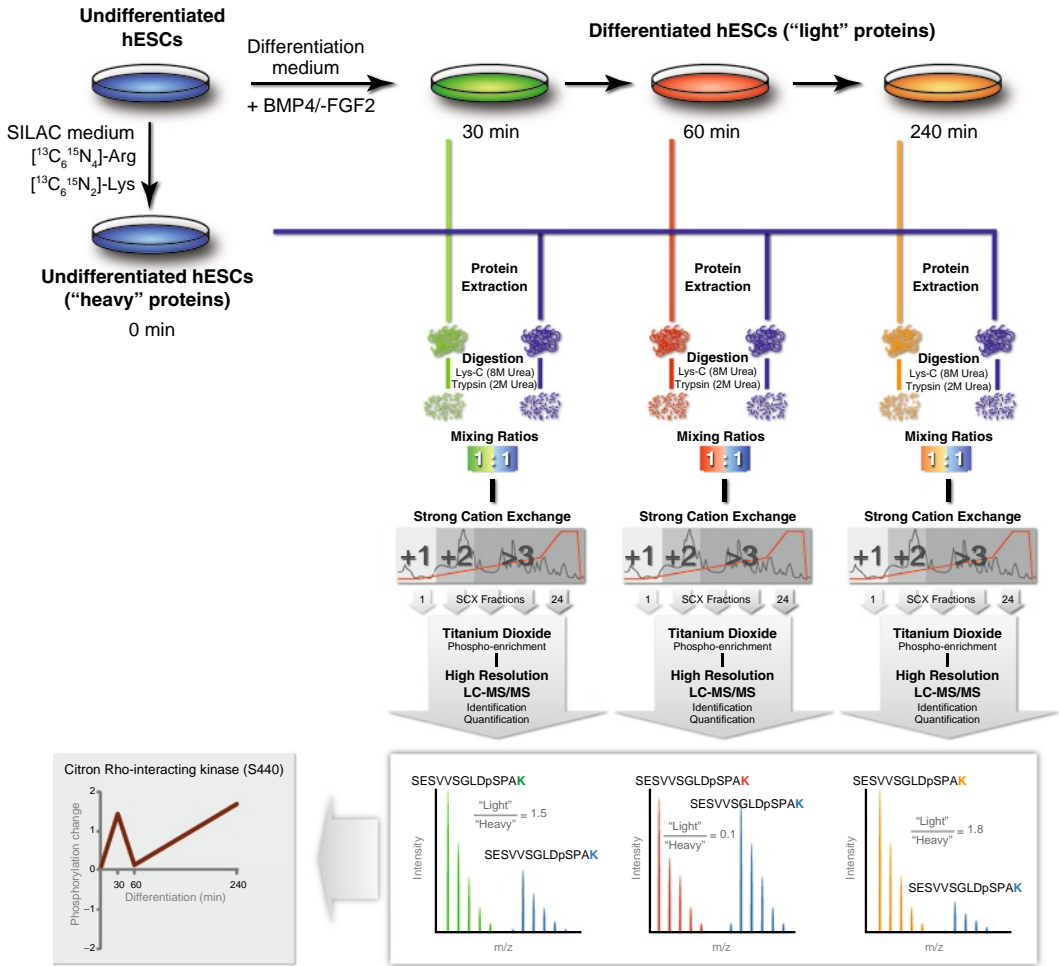 Undifferentiated
hESCs
Differentiation
medium
+ BMP4/-FGF2
Differentiated hESCs (“light” proteins)
30 min
60 min
240 min
SILAC medium
[¹³C₆¹⁵N₄]-Arg
[¹³C₆¹⁵N₂]-Lys
Undifferentiated hESCs
(“heavy” proteins)
0 min
Protein
Extraction
Digestion
Lys-C (8M Urea)
Trypsin (2M Urea)
Mixing Ratios
1 : 1
Strong Cation Exchange
+1 +2 >3
1 SCX Fractions 24
Titanium Dioxide
Phospho-enrichment
High Resolution
LC-MS/MS
Identification
Quantification
Protein
Extraction
Digestion
Lys-C (8M Urea)
Trypsin (2M Urea)
Mixing Ratios
1 : 1
Strong Cation Exchange
+1 +2 >3
1 SCX Fractions 24
Titanium Dioxide
Phospho-enrichment
High Resolution
LC-MS/MS
Identification
Quantification
Protein
Extraction
Digestion
Lys-C (8M Urea)
Trypsin (2M Urea)
Mixing Ratios
1 : 1
Strong Cation Exchange
+1 +2 >3
1 SCX Fractions 24
Titanium Dioxide
Phospho-enrichment
High Resolution
LC-MS/MS
Identification
Quantification
Citron Rho-interacting kinase (S440)
Phosphorylation change
2
1
0
−1
−2
30 60 240
Differentiation (min)
SESVVSGLDpSPAK
“Light”
“Heavy”
= 1.5
SESVVSGLDpSPAK
Intensity
m/z
SESVVSGLDpSPAK
SESVVSGLDpSPAK
“Light”
“Heavy”
= 0.1
Intensity
m/z
SESVVSGLDpSPAK
“Light”
“Heavy”
= 1.8
SESVVSGLDpSPAK
Intensity
m/z